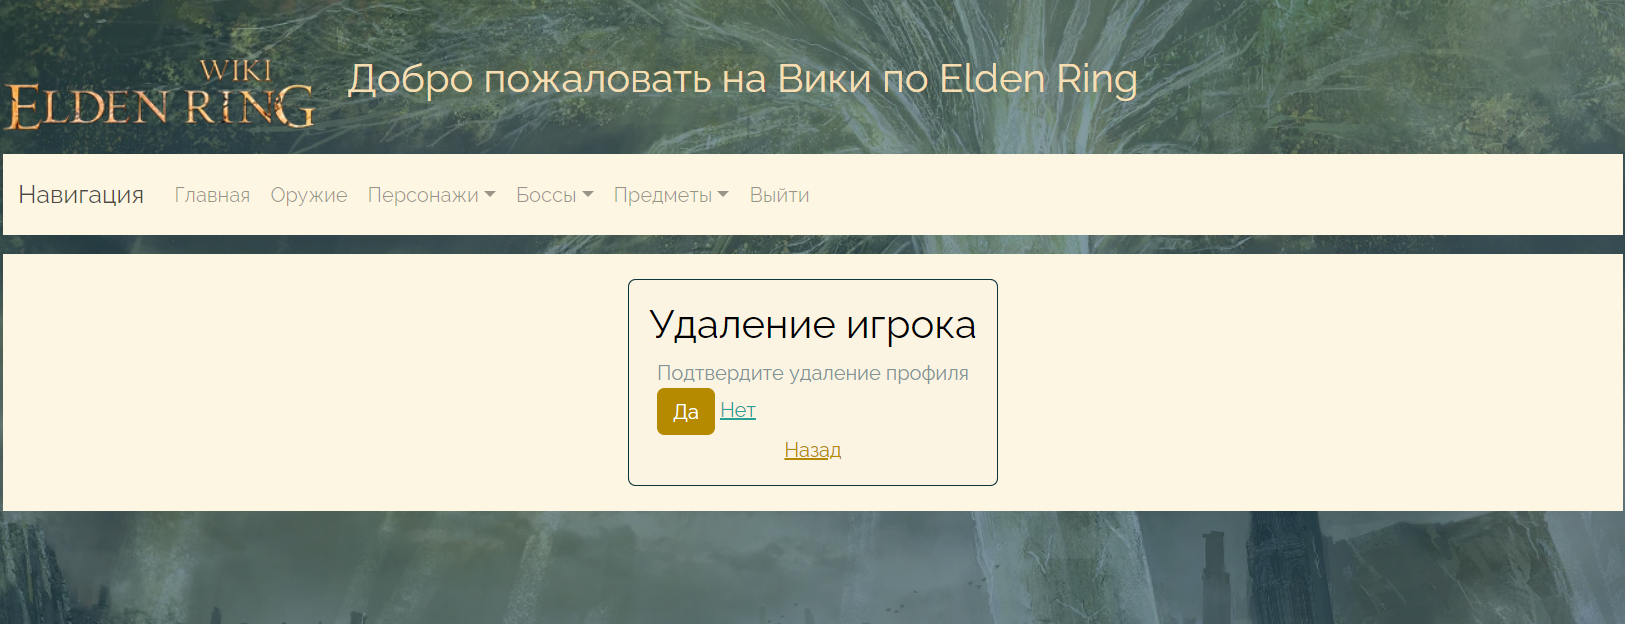 WIKI
ELDEN RING
Добро пожаловать на Вики по Elden Ring
Навигация Главная Оружие Персонажи Боссы Предметы Выйти
Удаление игрока
Подтвердите удаление профиля
Да Нет
Назад